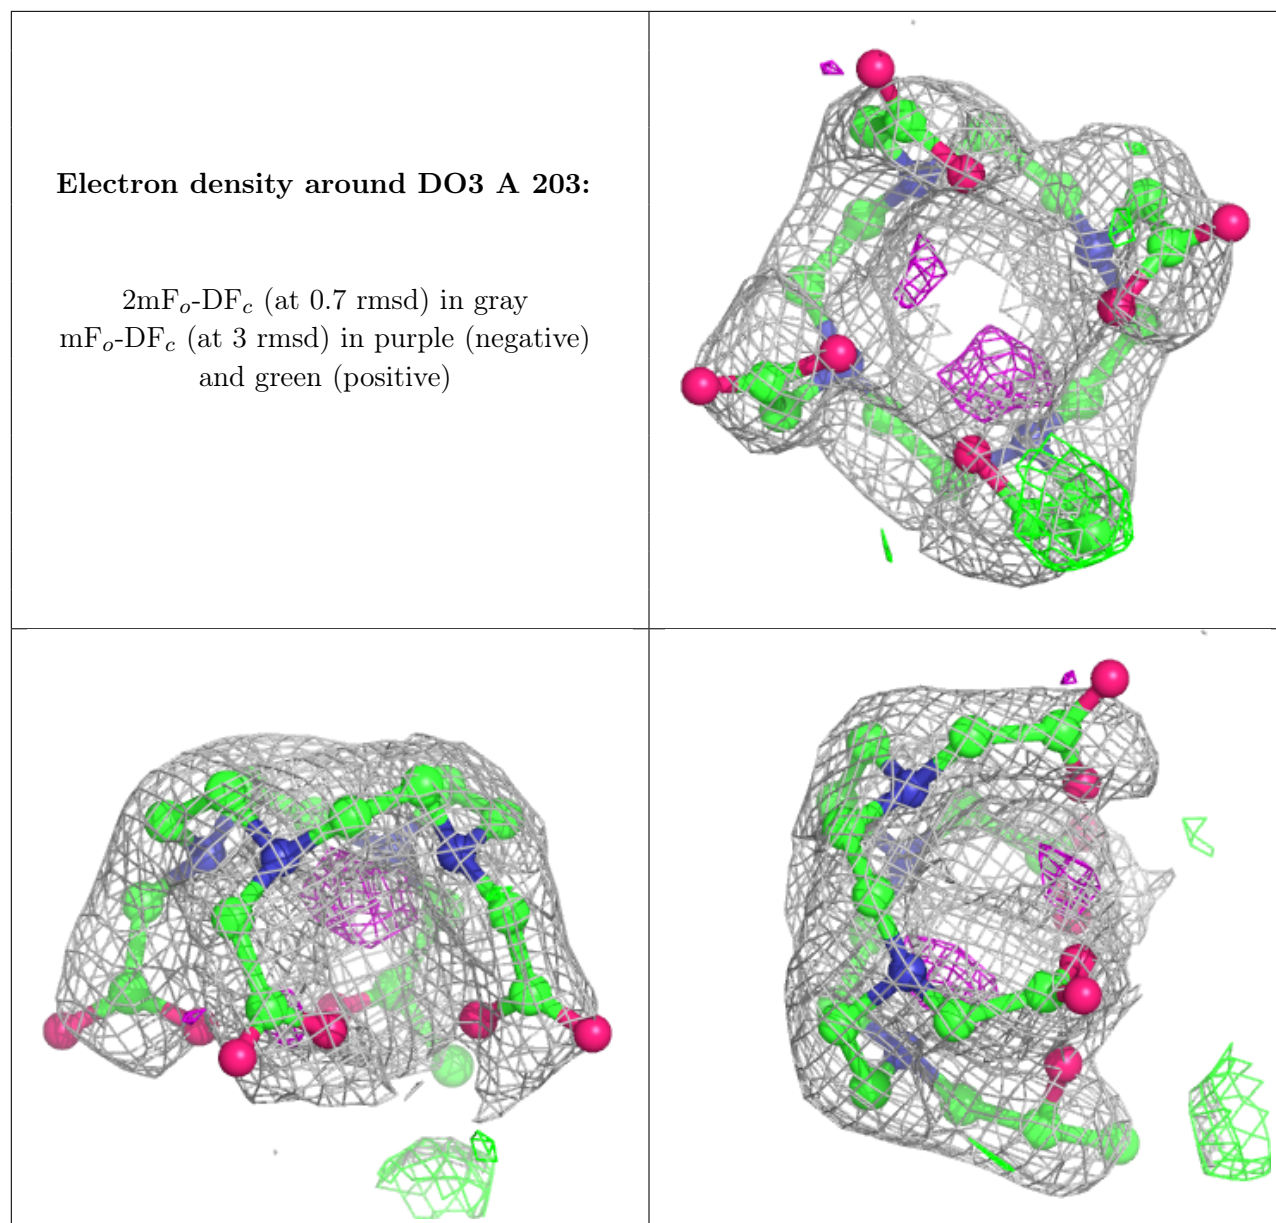 Electron density around DO3 A 203:
2mFₒ-DF𝒸 (at 0.7 rmsd) in gray
mFₒ-DF𝒸 (at 3 rmsd) in purple (negative)
and green (positive)